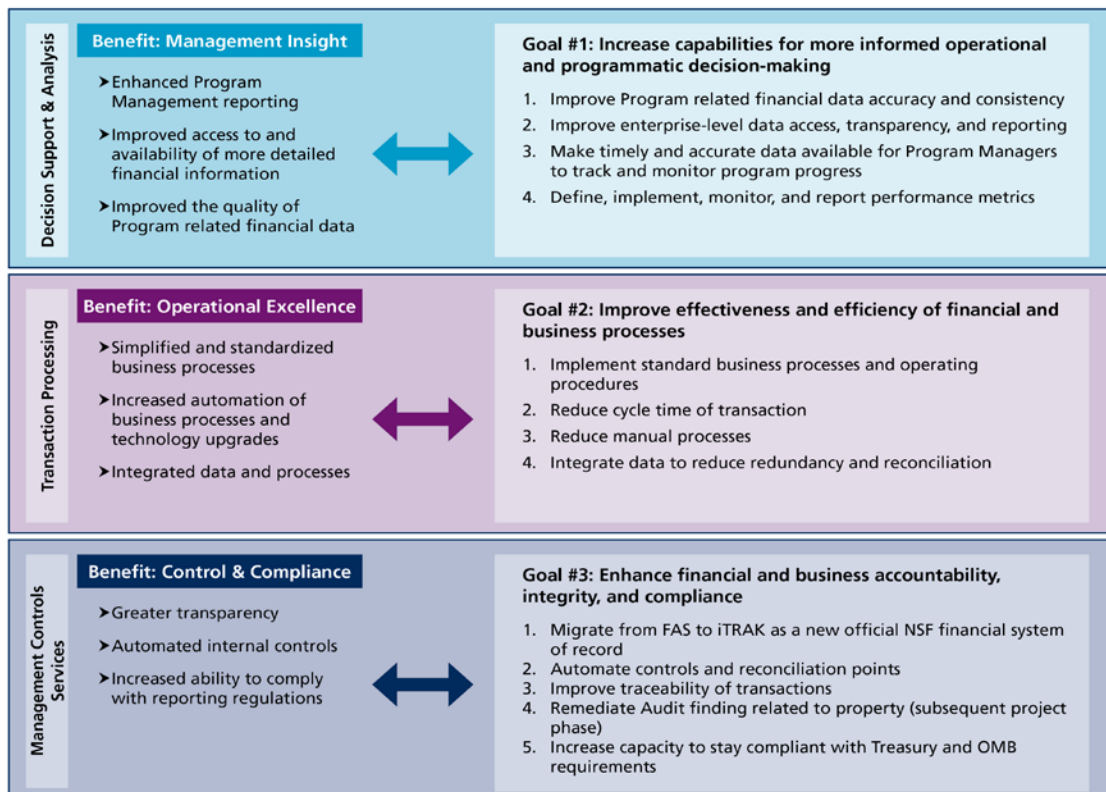 Decision Support & Analysis
Benefit: Management Insight
➤Enhanced Program
Management reporting
➤Improved access to and
availability of more detailed
financial information
➤Improved the quality of
Program related financial data
Goal #1: Increase capabilities for more informed operational
and programmatic decision-making
1. Improve Program related financial data accuracy and consistency
2. Improve enterprise-level data access, transparency, and reporting
3. Make timely and accurate data available for Program Managers
to track and monitor program progress
4. Define, implement, monitor, and report performance metrics
Transaction Processing
Benefit: Operational Excellence
➤Simplified and standardized
business processes
➤Increased automation of
business processes and
technology upgrades
➤Integrated data and processes
Goal #2: Improve effectiveness and efficiency of financial and
business processes
1. Implement standard business processes and operating
procedures
2. Reduce cycle time of transaction
3. Reduce manual processes
4. Integrate data to reduce redundancy and reconciliation
Management Controls
Services
Benefit: Control & Compliance
➤Greater transparency
➤Automated internal controls
➤Increased ability to comply
with reporting regulations
Goal #3: Enhance financial and business accountability,
integrity, and compliance
1. Migrate from FAS to iTRAK as a new official NSF financial system
of record
2. Automate controls and reconciliation points
3. Improve traceability of transactions
4. Remediate Audit finding related to property (subsequent project
phase)
5. Increase capacity to stay compliant with Treasury and OMB
requirements